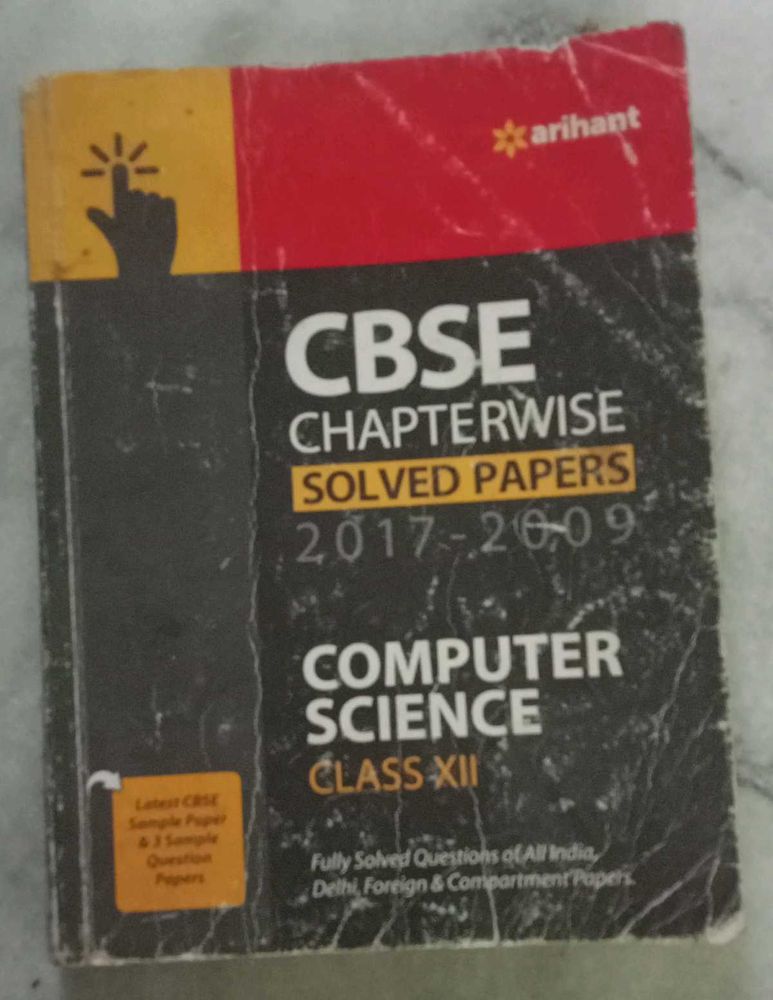 arihant
CBSE
CHAPTERWISE
SOLVED PAPERS
2017-2009
COMPUTER
SCIENCE
CLASS XII
Latest CBSE
Sample Paper
& 3 Sample
Question
Papers
Fully Solved Questions of All India,
Delhi, Foreign & Compartment Papers.